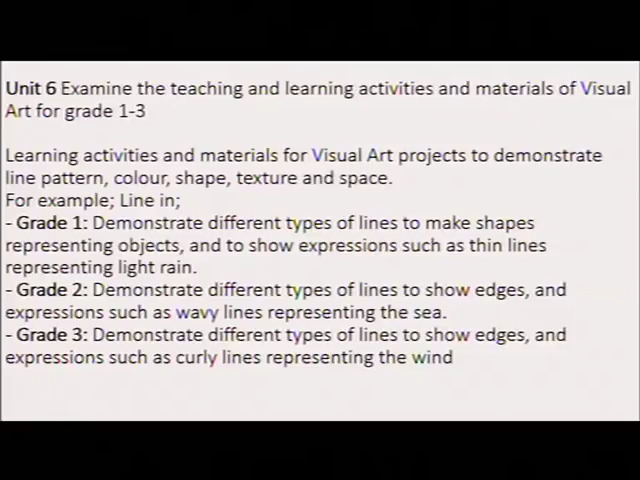 Unit 6 Examine the teaching and learning activities and materials of Visual
Art for grade 1-3
Learning activities and materials for Visual Art projects to demonstrate
line pattern, colour, shape, texture and space.
For example; Line in;
- Grade 1: Demonstrate different types of lines to make shapes
representing objects, and to show expressions such as thin lines
representing light rain.
- Grade 2: Demonstrate different types of lines to show edges, and
expressions such as wavy lines representing the sea.
- Grade 3: Demonstrate different types of lines to show edges, and
expressions such as curly lines representing the wind